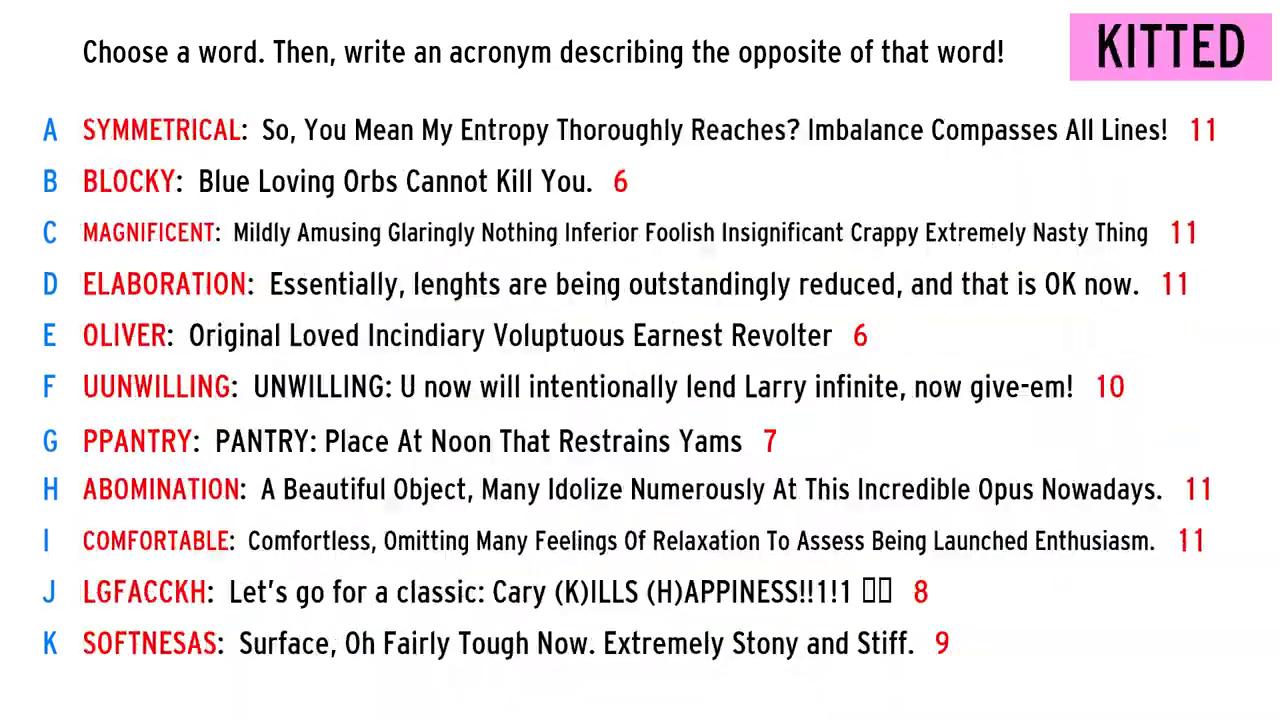 Choose a word. Then, write an acronym describing the opposite of that word!
KITTED
A SYMMETRICAL: So, You Mean My Entropy Thoroughly Reaches? Imbalance Compasses All Lines! 11
B BLOCKY: Blue Loving Orbs Cannot Kill You. 6
C MAGNIFICENT: Mildly Amusing Glaringly Nothing Inferior Foolish Insignificant Crappy Extremely Nasty Thing 11
D ELABORATION: Essentially, lenghts are being outstandingly reduced, and that is OK now. 11
E OLIVER: Original Loved Incindiary Voluptuous Earnest Revolter 6
F UUNWILLING: UNWILLING: U now will intentionally lend Larry infinite, now give-em! 10
G PPANTRY: PANTRY: Place At Noon That Restrains Yams 7
H ABOMINATION: A Beautiful Object, Many Idolize Numerously At This Incredible Opus Nowadays. 11
I COMFORTABLE: Comfortless, Omitting Many Feelings Of Relaxation To Assess Being Launched Enthusiasm. 11
J LGFACCKH: Let's go for a classic: Cary (K)ILLS (H)APPINESS!!1!1 8
K SOFTNESAS: Surface, Oh Fairly Tough Now. Extremely Stony and Stiff. 9